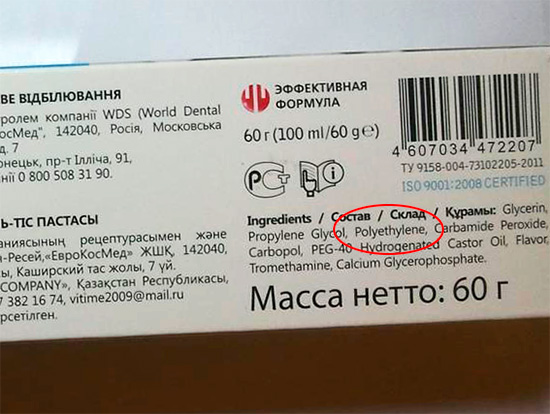 ВЕ ВІДБІЛЮВАННЯ
ролем компанії WDS (World Dental
КосМед", 142040, Росія, Московська
д. 7
онецьк, пр-т Ілліча, 91,
нії 0 800 508 31 90.
Ь-ТІС ПАСТАСЫ
аниясының рецептурасымен және
-Ресей, «ЕвроКосМед» ЖШҚ, 142040,
ы, Каширский тас жолы, 7 үй.
COMPANY», Қазақстан Республикасы,
7 382 16 74, vitime2009@mail.ru
рсетілген.
ЭФФЕКТИВНАЯ
ФОРМУЛА
60 г (100 ml/60 g℮)
PC
i
4 607034 472207
ТУ 9158-004-73102205-2011
ISO 9001:2008 CERTIFIED
Ingredients / Состав / Склад / Құрамы: Glycerin,
Propylene Glycol, Polyethylene, Carbamide Peroxide,
Carbopol, PEG-40 Hydrogenated Castor Oil, Flavor,
Tromethamine, Calcium Glycerophosphate.
Масса нетто: 60 г